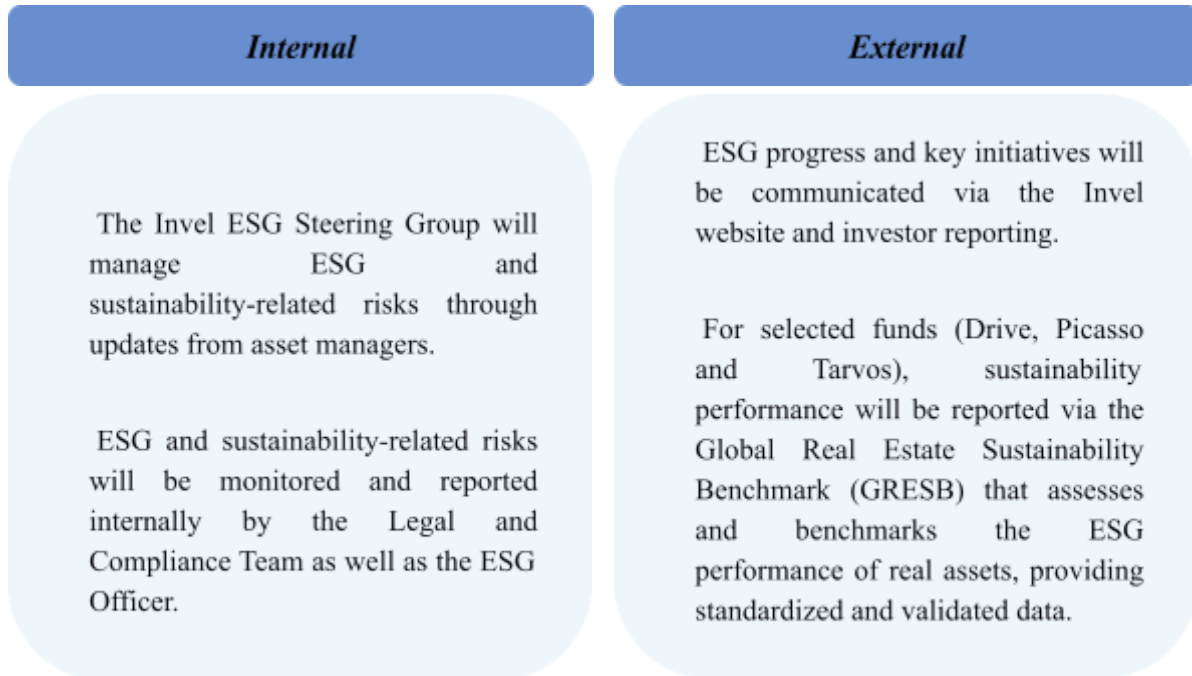 Internal
The Invel ESG Steering Group will
manage ESG and
sustainability-related risks through
updates from asset managers.
ESG and sustainability-related risks
will be monitored and reported
internally by the Legal and
Compliance Team as well as the ESG
Officer.
External
ESG progress and key initiatives will
be communicated via the Invel
website and investor reporting.
For selected funds (Drive, Picasso
and Tarvos), sustainability
performance will be reported via the
Global Real Estate Sustainability
Benchmark (GRESB) that assesses
and benchmarks the ESG
performance of real assets, providing
standardized and validated data.